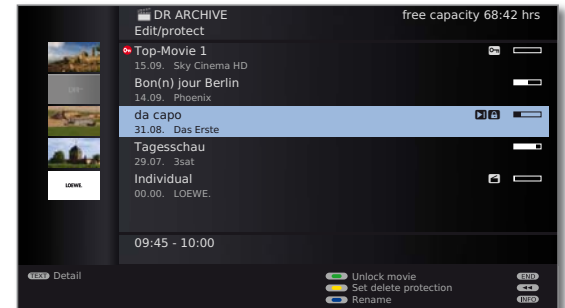 DR ARCHIVE free capacity 68:42 hrs
Edit/protect
Top-Movie 1
15.09. Sky Cinema HD
Bon(n) jour Berlin
14.09. Phoenix
da capo
31.08. Das Erste
Tagesschau
29.07. 3sat
Individual
00.00. LOEWE.
LOEWE.
09:45 - 10:00
TEXT Detail
Unlock movie END
Set delete protection
Rename INFO